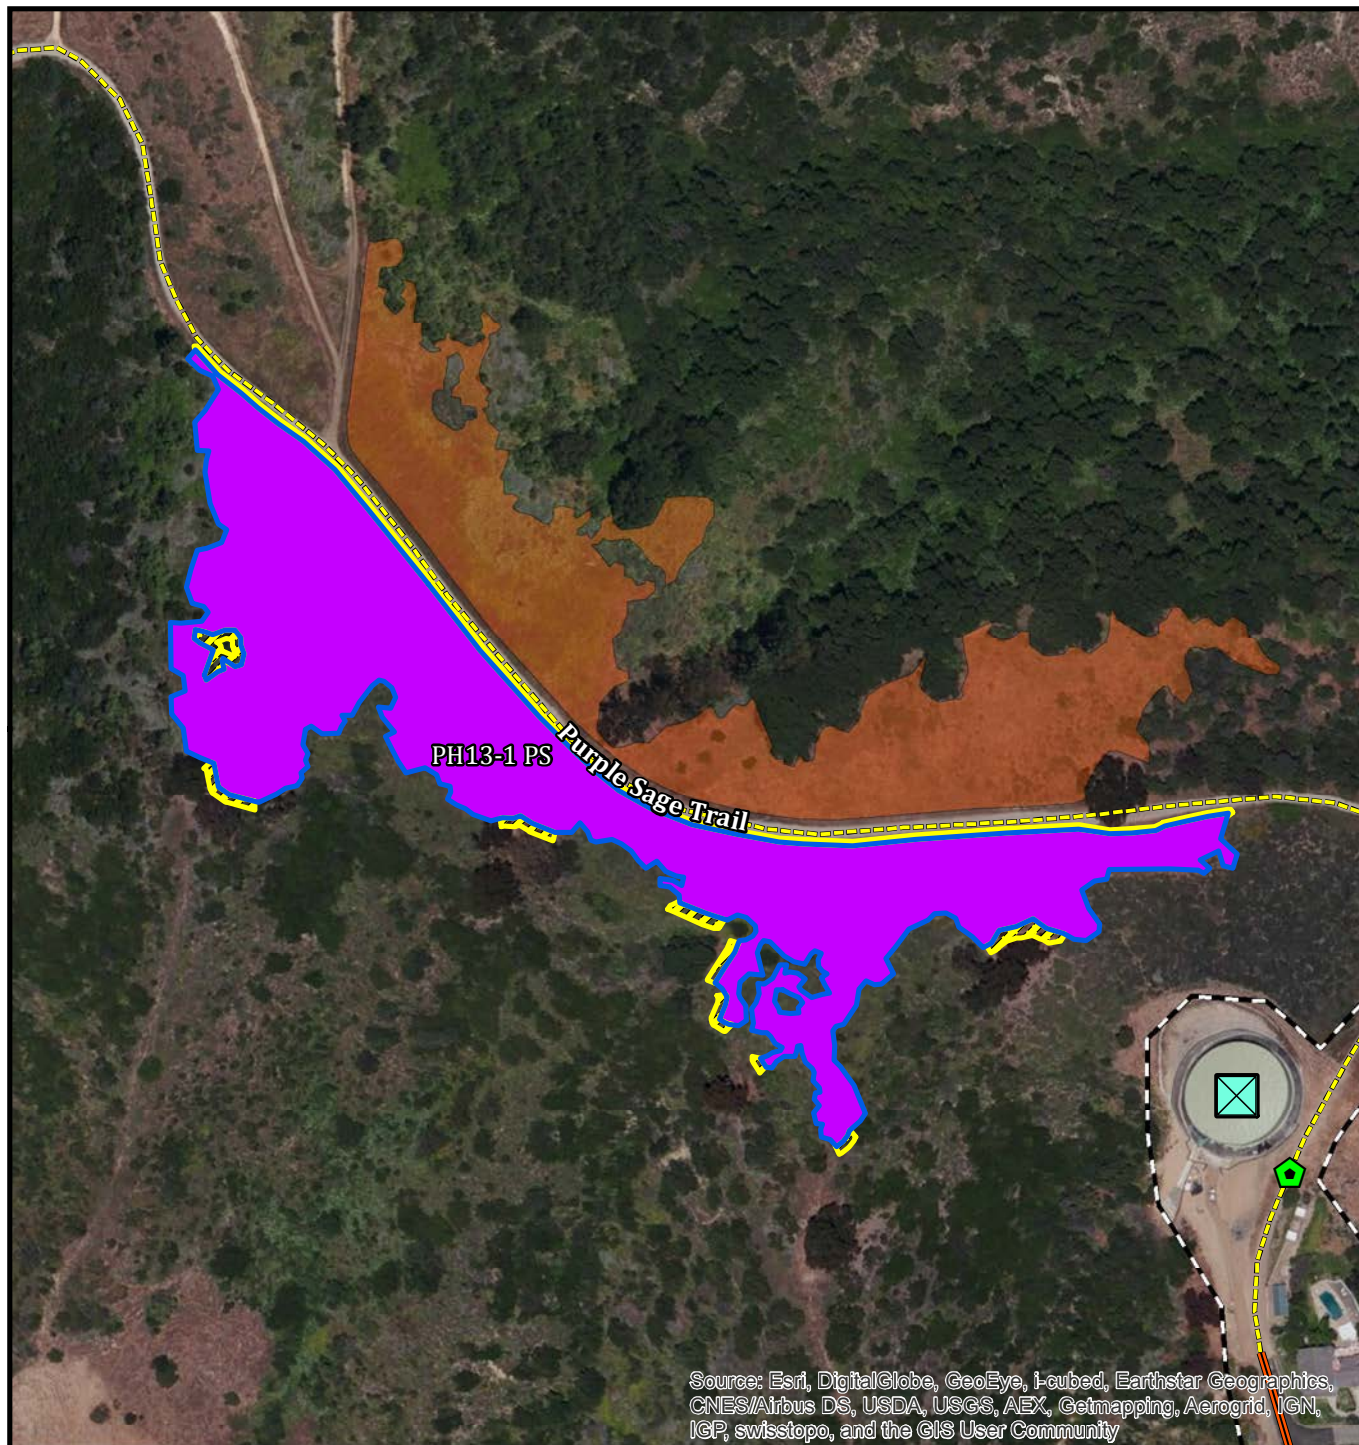 PH13-1 PS
Purple Sage Trail
Source: Esri, DigitalGlobe, GeoEye, i-cubed, Earthstar Geographics,
CNES/Airbus DS, USDA, USGS, AEX, Getmapping, Aerogrid, IGN,
IGP, swisstopo, and the GIS User Community